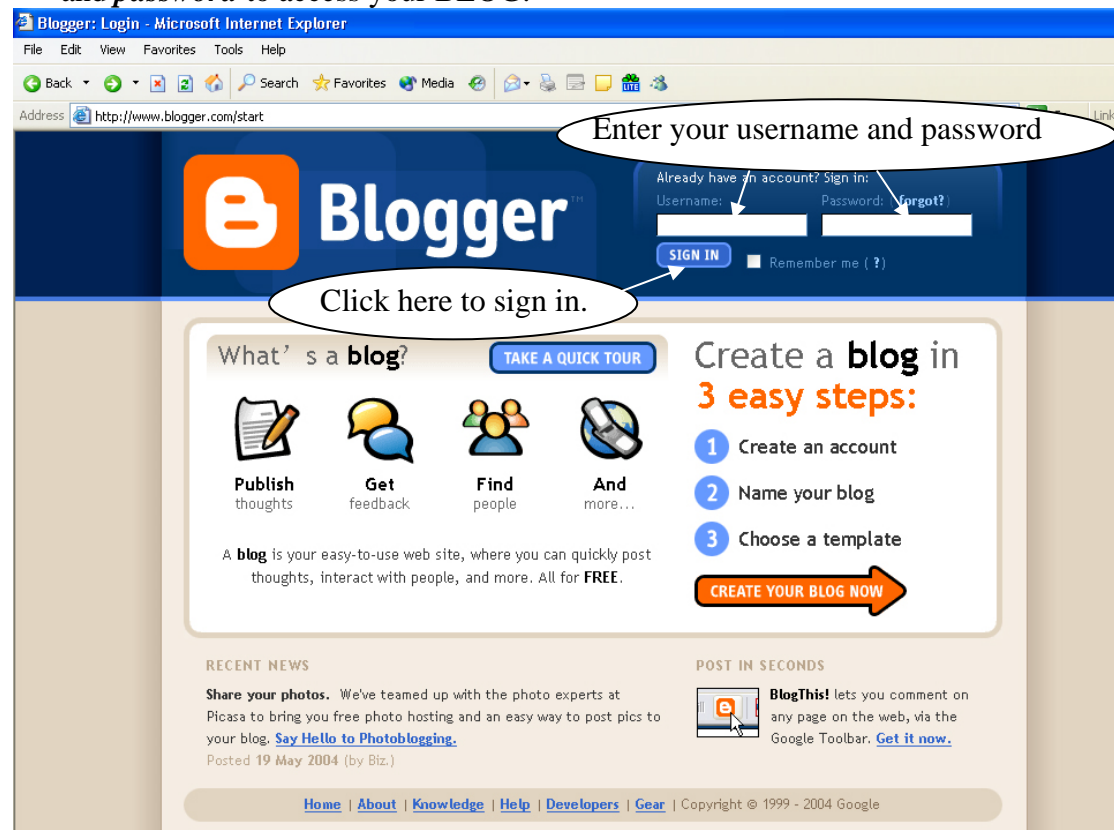 and password to access your BLOG.
Blogger: Login - Microsoft Internet Explorer
File Edit View Favorites Tools Help
Back Search Favorites Media LITE
Address http://www.blogger.com/start Link
Enter your username and password
Already have an account? Sign in:
Username: Password: (forgot?)
Blogger™
SIGN IN Remember me ( ?)
Click here to sign in.
What's a blog? TAKE A QUICK TOUR
Create a blog in
3 easy steps:
1 Create an account
2 Name your blog
3 Choose a template
CREATE YOUR BLOG NOW
Publish Get Find And
thoughts feedback people more...
A blog is your easy-to-use web site, where you can quickly post
thoughts, interact with people, and more. All for FREE.
RECENT NEWS
Share your photos. We've teamed up with the photo experts at
Picasa to bring you free photo hosting and an easy way to post pics to
your blog. Say Hello to Photoblogging.
Posted 19 May 2004 (by Biz.)
POST IN SECONDS
BlogThis! lets you comment on
any page on the web, via the
Google Toolbar. Get it now.
Home | About | Knowledge | Help | Developers | Gear | Copyright © 1999 - 2004 Google